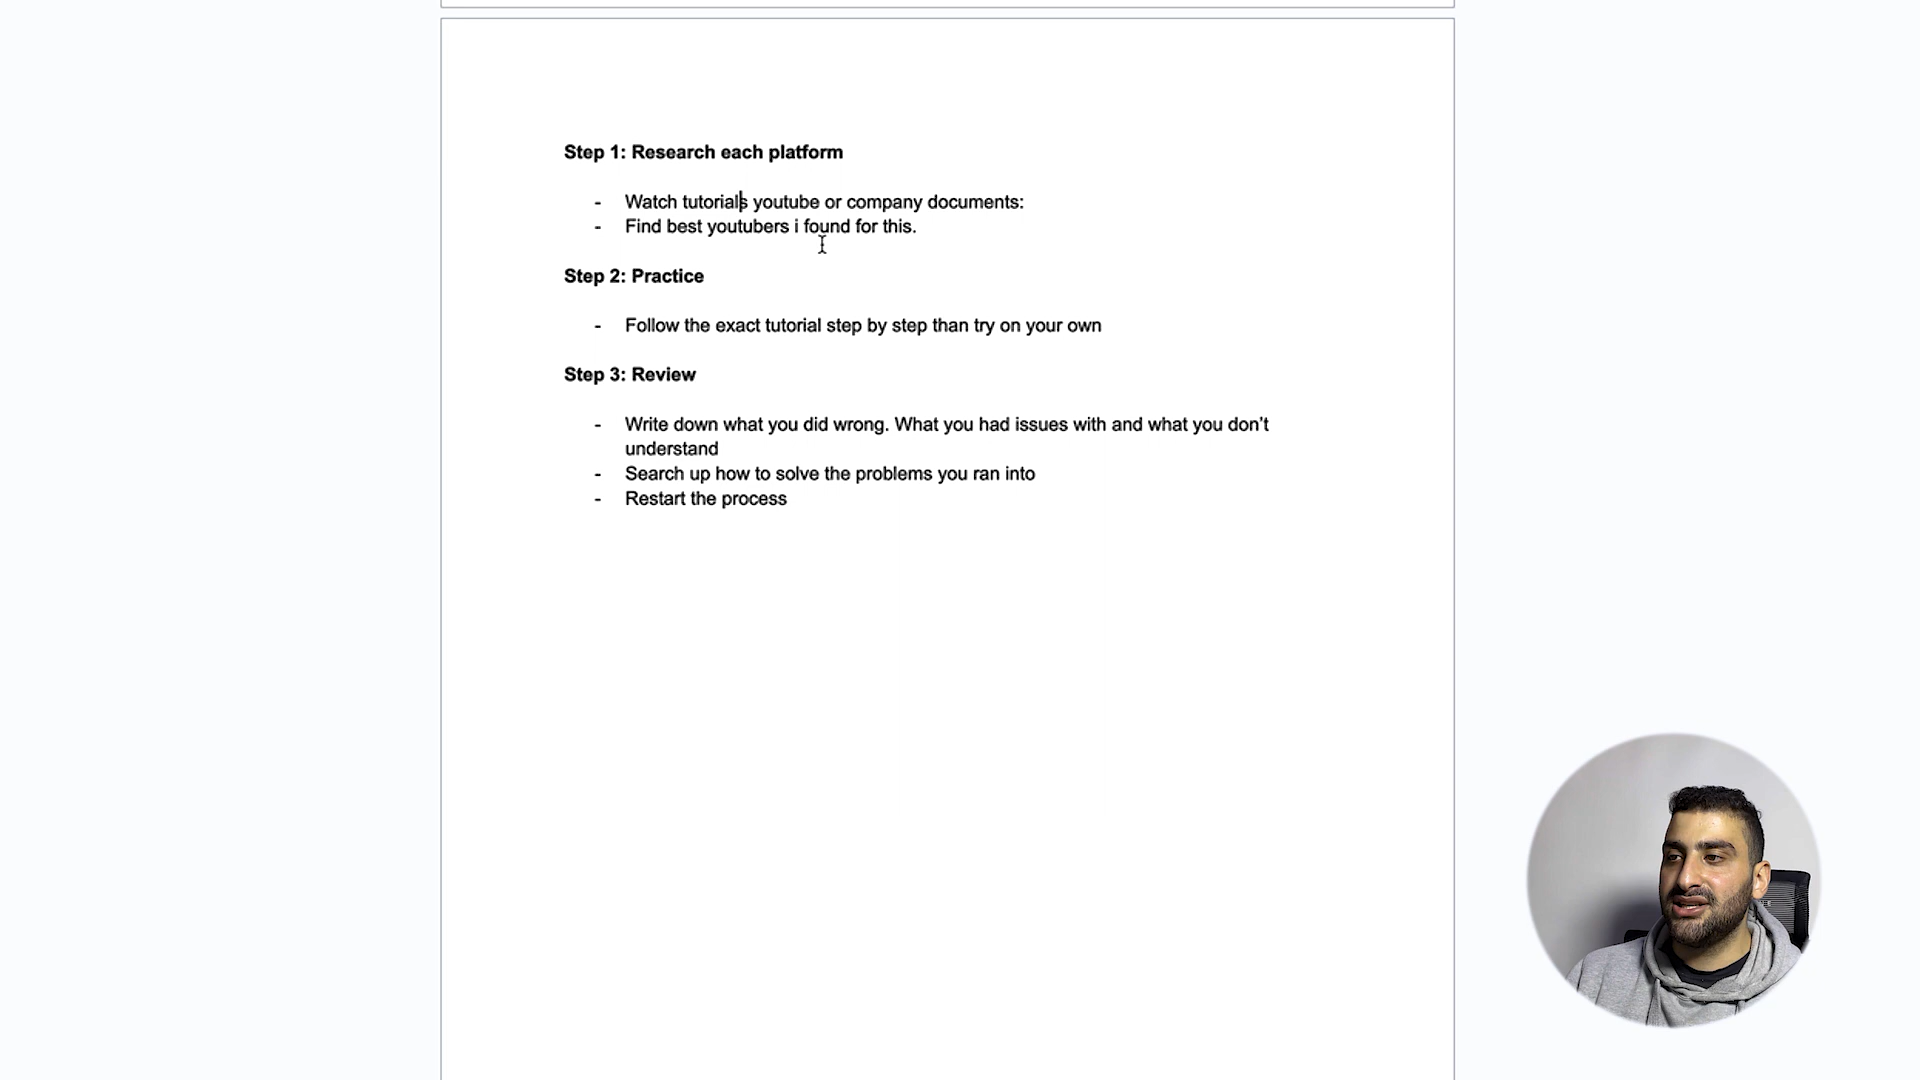 Step 1: Research each platform
- Watch tutorials youtube or company documents:
- Find best youtubers i found for this.
Step 2: Practice
- Follow the exact tutorial step by step than try on your own
Step 3: Review
- Write down what you did wrong. What you had issues with and what you don't
understand
- Search up how to solve the problems you ran into
- Restart the process